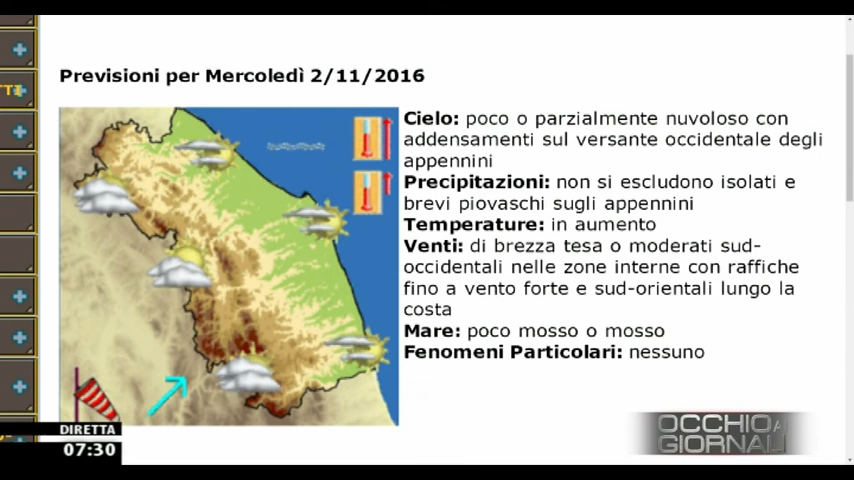 Previsioni per Mercoledì 2/11/2016
Cielo: poco o parzialmente nuvoloso con
addensamenti sul versante occidentale degli
appennini
Precipitazioni: non si escludono isolati e
brevi piovaschi sugli appennini
Temperature: in aumento
Venti: di brezza tesa o moderati sud-
occidentali nelle zone interne con raffiche
fino a vento forte e sud-orientali lungo la
costa
Mare: poco mosso o mosso
Fenomeni Particolari: nessuno
DIRETTA
07:30
OCCHIO AI
GIORNALI